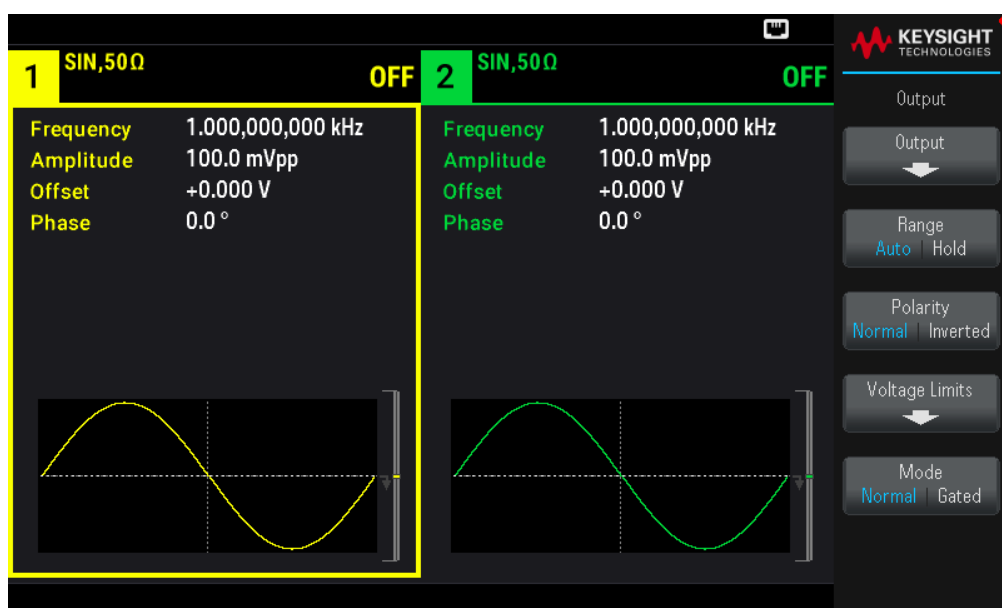 KEYSIGHT
TECHNOLOGIES
1 SIN,50Ω OFF
2 SIN,50Ω OFF
Frequency 1.000,000,000 kHz
Amplitude 100.0 mVpp
Offset +0.000 V
Phase 0.0 °
Frequency 1.000,000,000 kHz
Amplitude 100.0 mVpp
Offset +0.000 V
Phase 0.0 °
Output
Output
Range
Auto | Hold
Polarity
Normal | Inverted
Voltage Limits
Mode
Normal | Gated